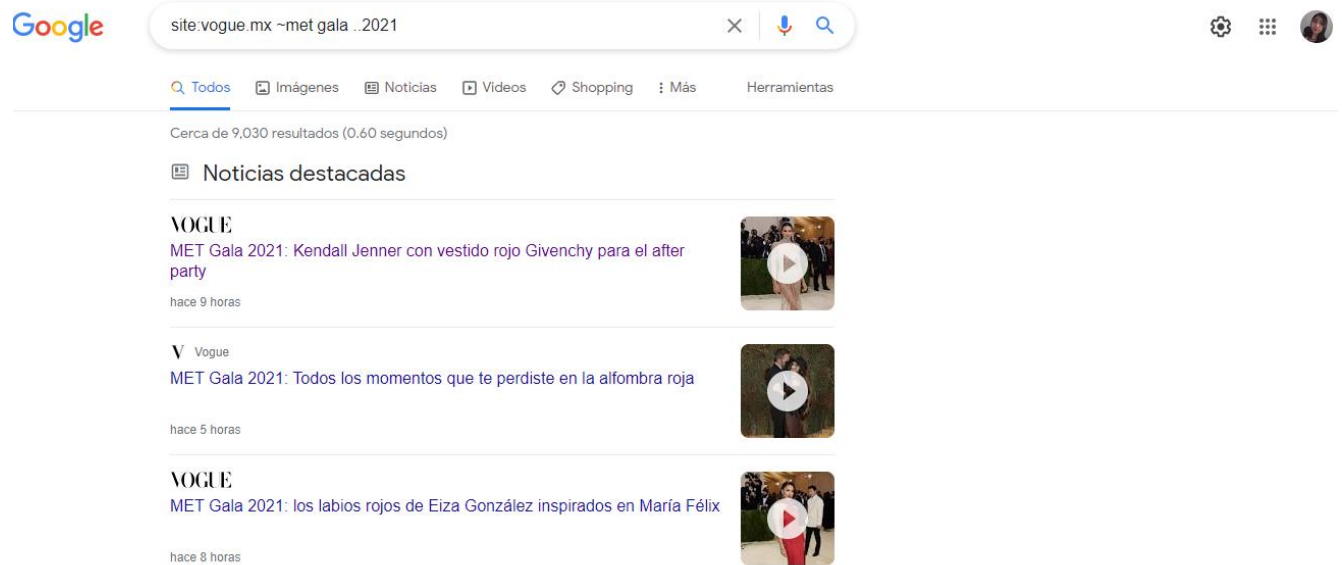 Google
site:vogue.mx ~met gala ..2021
Todos Imágenes Noticias Videos Shopping Más Herramientas
Cerca de 9,030 resultados (0.60 segundos)
Noticias destacadas
VOGUE
MET Gala 2021: Kendall Jenner con vestido rojo Givenchy para el after
party
hace 9 horas
V Vogue
MET Gala 2021: Todos los momentos que te perdiste en la alfombra roja
hace 5 horas
VOGUE
MET Gala 2021: los labios rojos de Eiza González inspirados en María Félix
hace 8 horas